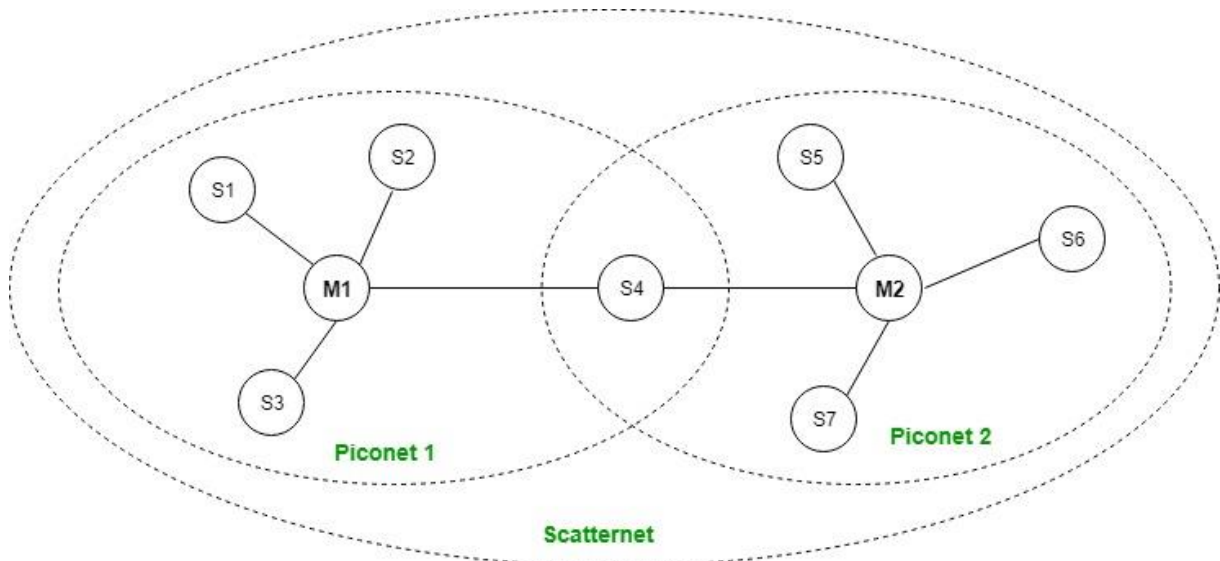 S2
S5
S1
S6
M1
S4
M2
S3
S7
Piconet 1
Piconet 2
Scatternet